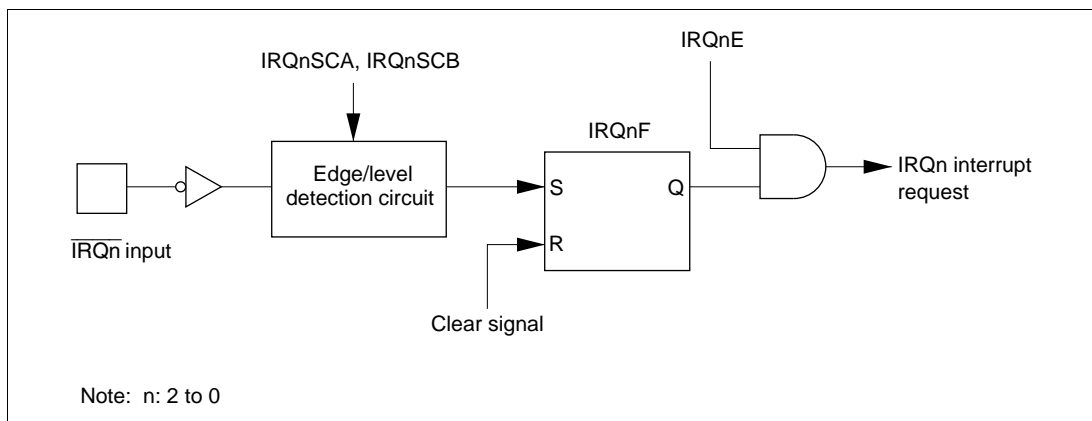 IRQnE
IRQnSCA, IRQnSCB
IRQnF
Edge/level
detection circuit
S
Q
R
IRQn interrupt
request
IRQn input
Clear signal
Note: n: 2 to 0